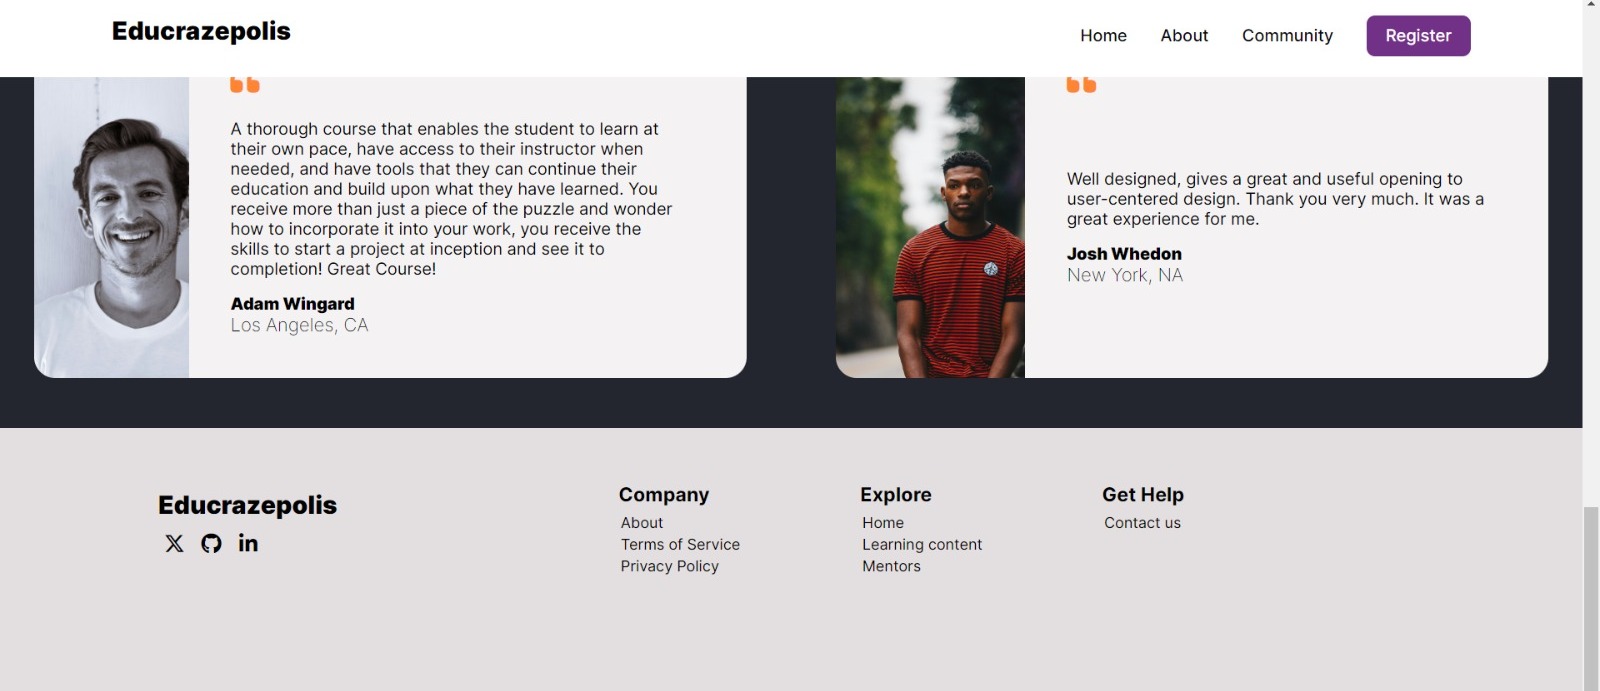 Educrazepolis
Home
About
Community
Register
A thorough course that enables the student to learn at
their own pace, have access to their instructor when
needed, and have tools that they can continue their
education and build upon what they have learned. You
receive more than just a piece of the puzzle and wonder
how to incorporate it into your work, you receive the
skills to start a project at inception and see it to
completion! Great Course!
Adam Wingard
Los Angeles, CA
Well designed, gives a great and useful opening to
user-centered design. Thank you very much. It was a
great experience for me.
Josh Whedon
New York, NA
Educrazepolis
Company
About
Terms of Service
Privacy Policy
Explore
Home
Learning content
Mentors
Get Help
Contact us